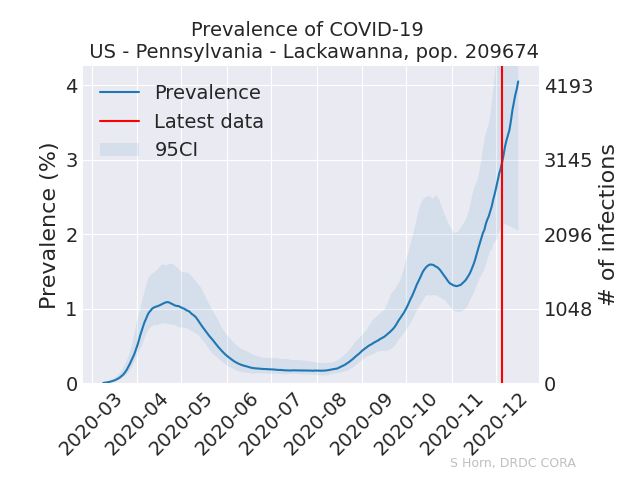 Prevalence of COVID-19
US - Pennsylvania - Lackawanna, pop. 209674
Prevalence
Latest data
95CI
Prevalence (%)
4
3
2
1
0
4193
3145
2096
1048
0
# of infections
2020-03
2020-04
2020-05
2020-06
2020-07
2020-08
2020-09
2020-10
2020-11
2020-12
S Horn, DRDC CORA